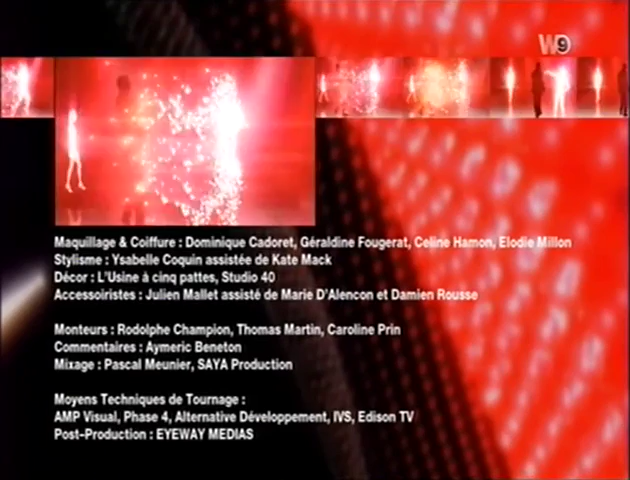 W9
Maquillage & Coiffure : Dominique Cadoret, Géraldine Fougerat, Celine Hamon, Elodie Millon
Stylisme : Ysabelle Coquin assistée de Kate Mack
Décor : L'Usine à cinq pattes, Studio 40
Accessoiristes : Julien Mallet assisté de Marie D'Alencon et Damien Rousse
Monteurs : Rodolphe Champion, Thomas Martin, Caroline Prin
Commentaires : Aymeric Beneton
Mixage : Pascal Meunier, SAYA Production
Moyens Techniques de Tournage :
AMP Visual, Phase 4, Alternative Développement, IVS, Edison TV
Post-Production : EYEWAY MEDIAS